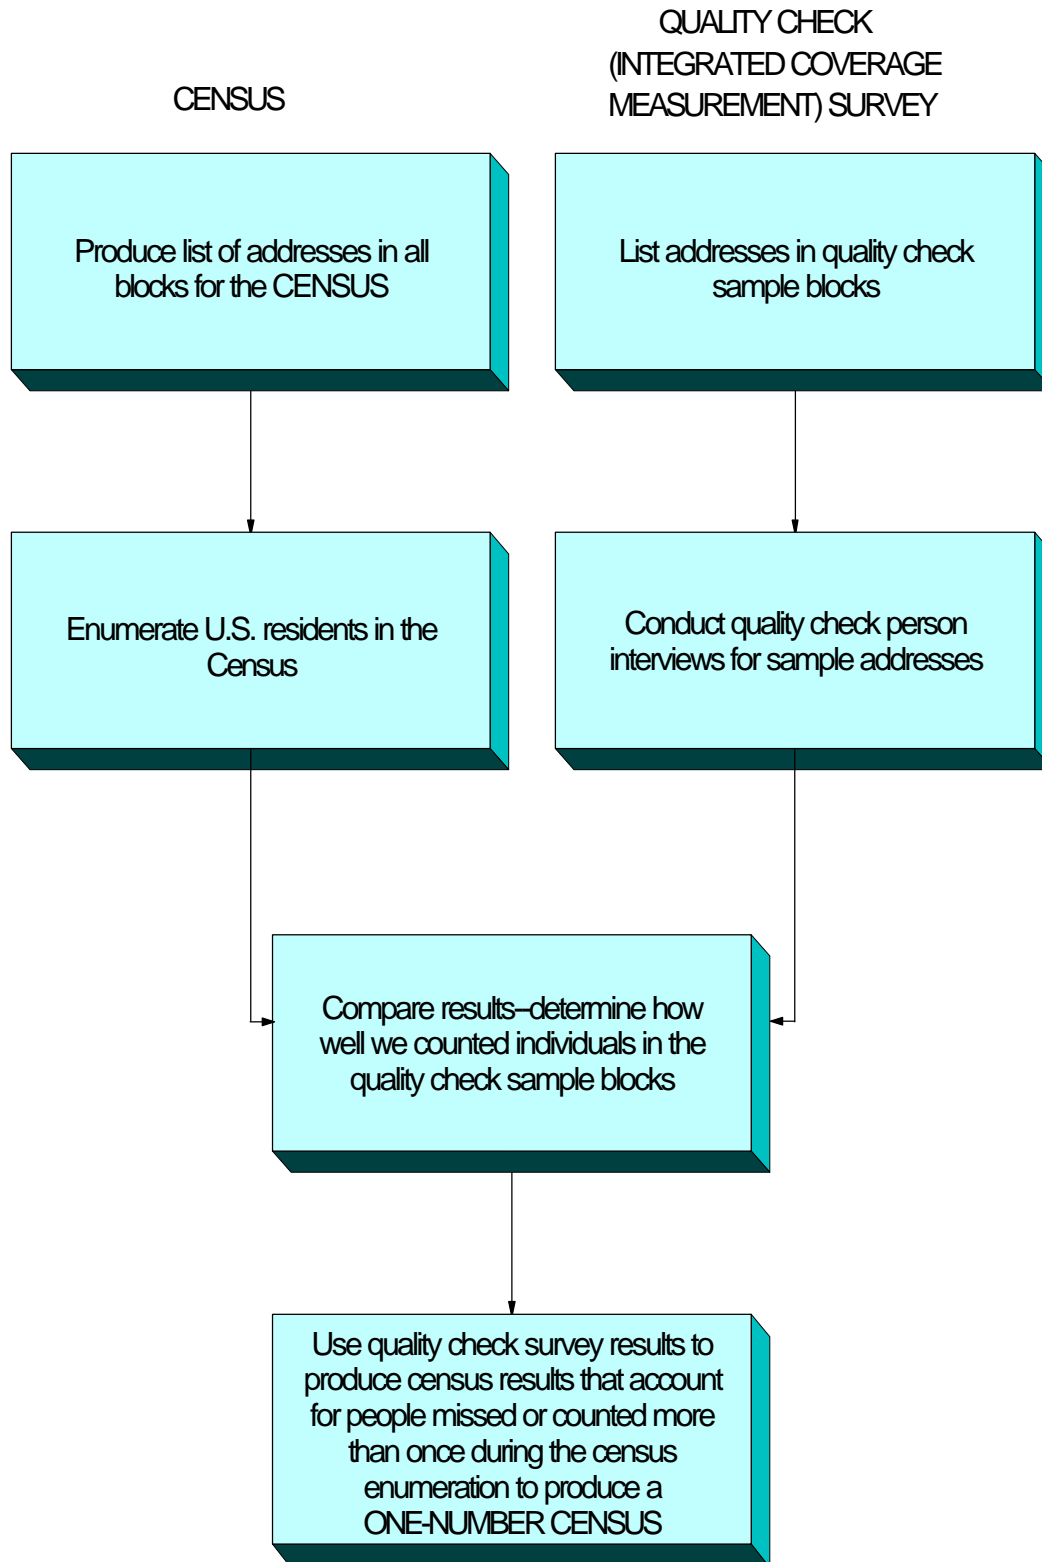 CENSUS
QUALITY CHECK
(INTEGRATED COVERAGE
MEASUREMENT) SURVEY
Produce list of addresses in all
blocks for the CENSUS
List addresses in quality check
sample blocks
Enumerate U.S. residents in the
Census
Conduct quality check person
interviews for sample addresses
Compare results–determine how
well we counted individuals in the
quality check sample blocks
Use quality check survey results to
produce census results that account
for people missed or counted more
than once during the census
enumeration to produce a
ONE-NUMBER CENSUS